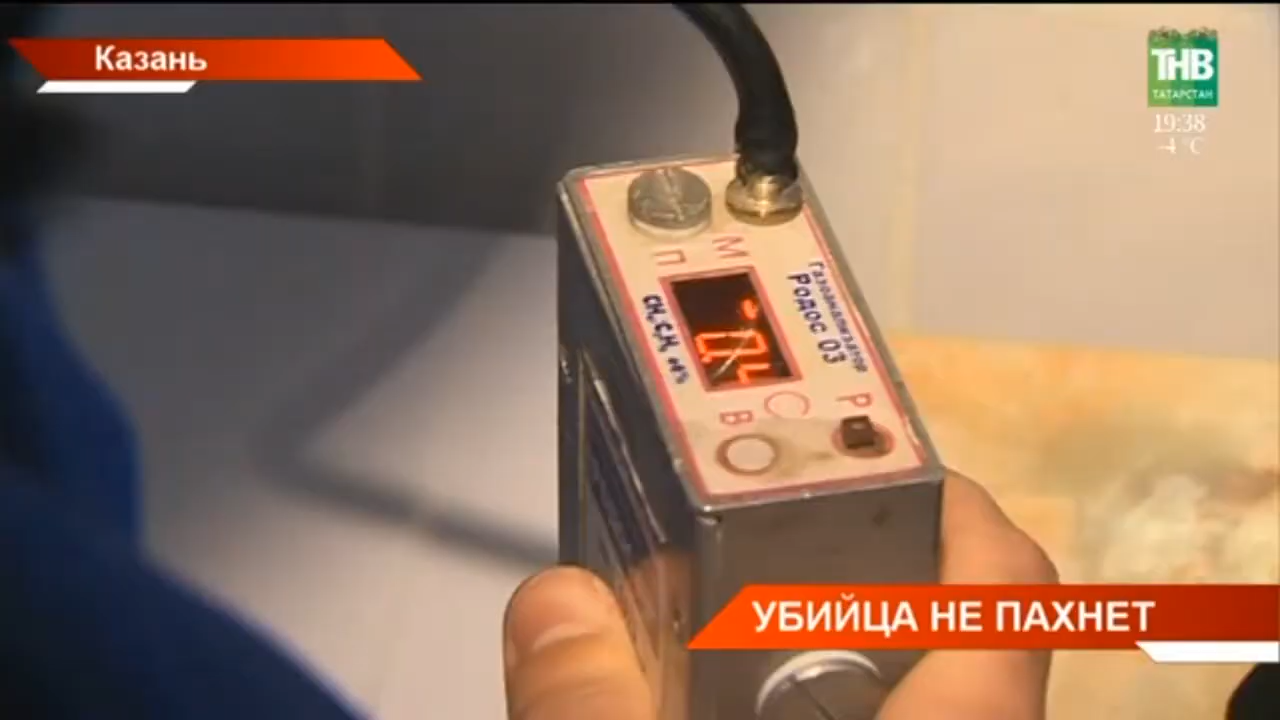 Казань
ТНВ
ТАТАРСТАН
19:38
-4 °C
М
П
Газоанализатор
Родос 03
В
С
Р
УБИЙЦА НЕ ПАХНЕТ